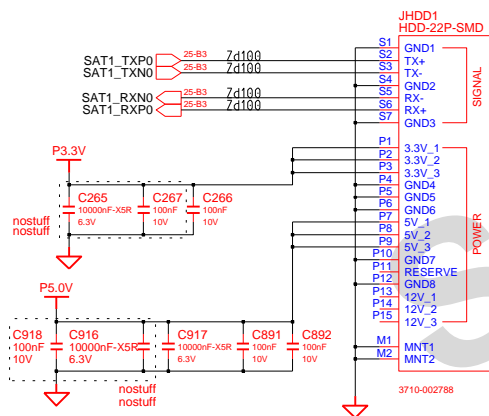 JHDD1
HDD-22P-SMD
SAT1_TXP0 25-B3 Zd100 S1 GND1
SAT1_TXN0 25-B3 Zd100 S2 TX+
S3 TX-
S4 GND2
SAT1_RXN0 25-B3 Zd100 S5 RX-
SAT1_RXP0 25-B3 Zd100 S6 RX+
S7 GND3
SIGNAL
P3.3V
P1 3.3V_1
P2 3.3V_2
P3 3.3V_3
P4 GND4
P5 GND5
P6 GND6
P7 5V_1
P8 5V_2
P9 5V_3
P10 GND7
P11 RESERVE
P12 GND8
P13 12V_1
P14 12V_2
P15 12V_3
POWER
C265 C267 C266
10000nF-X5R 100nF 100nF
6.3V 10V 10V
nostuff
nostuff
P5.0V
C918 C916 C917 C891 C892
100nF 10000nF-X5R 10000nF-X5R 100nF 100nF
10V 6.3V 6.3V 10V 10V
nostuff
nostuff
M1 MNT1
M2 MNT2
3710-002788